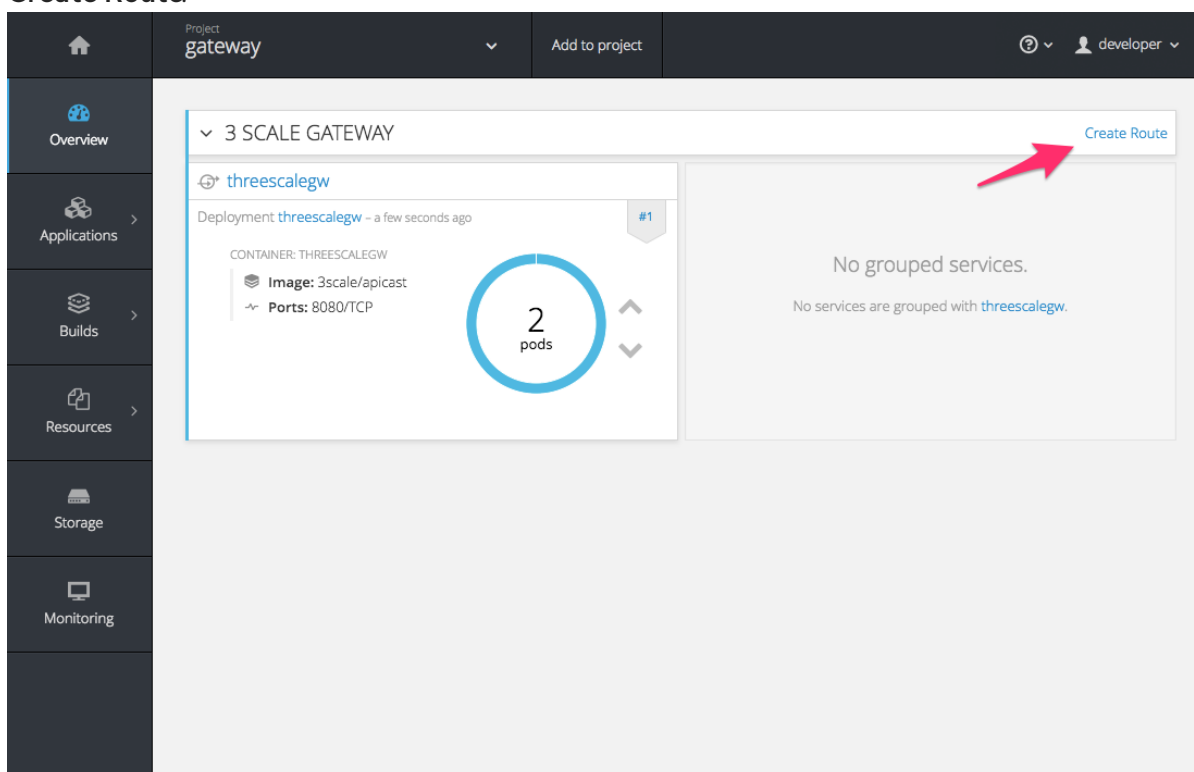 Create Route.
Project
gateway
Add to project
developer
Overview
3 SCALE GATEWAY
Create Route
threescalegw
Deployment threescalegw – a few seconds ago
#1
CONTAINER: THREESCALEGW
Image: 3scale/apicast
Ports: 8080/TCP
2
pods
No grouped services.
No services are grouped with threescalegw.
Applications
Builds
Resources
Storage
Monitoring